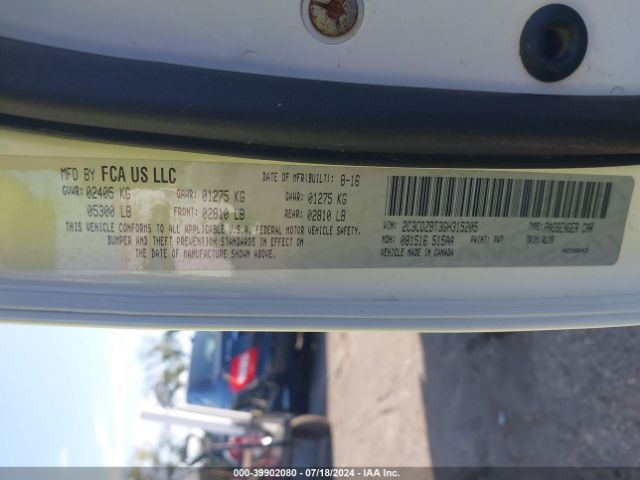 MFD BY FCA US LLC
DATE OF MFR(BUILT): 8-16
GVWR: 02405 KG
GAWR: 01275 KG
GAWR: 01275 KG
05300 LB
FRONT: 02810 LB
REAR: 02810 LB
THIS VEHICLE CONFORMS TO ALL APPLICABLE U.S.A. FEDERAL MOTOR VEHICLE SAFETY,
BUMPER AND THEFT PREVENTION STANDARDS IN EFFECT ON
THE DATE OF MANUFACTURE SHOWN ABOVE.
VIN: 2C3CDZBT3GH315205
TYPE: PASSENGER CAR
MDH: 081516 515AA
PAINT: PW7
TRIM: ALX9
VEHICLE MADE IN CANADA
000-39902080 - 07/18/2024 - IAA Inc.